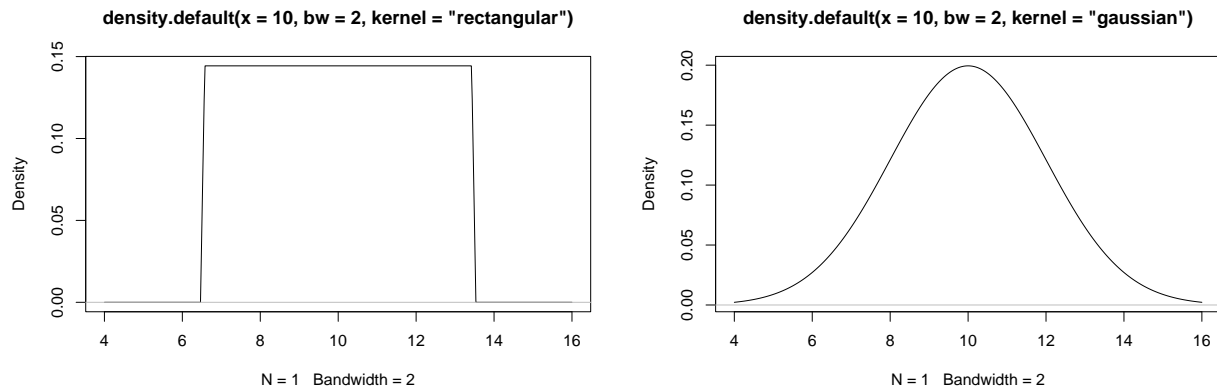 density.default(x = 10, bw = 2, kernel = "rectangular")
Density
0.15
0.10
0.05
0.00
4 6 8 10 12 14 16
N = 1 Bandwidth = 2
density.default(x = 10, bw = 2, kernel = "gaussian")
Density
0.20
0.15
0.10
0.05
0.00
4 6 8 10 12 14 16
N = 1 Bandwidth = 2